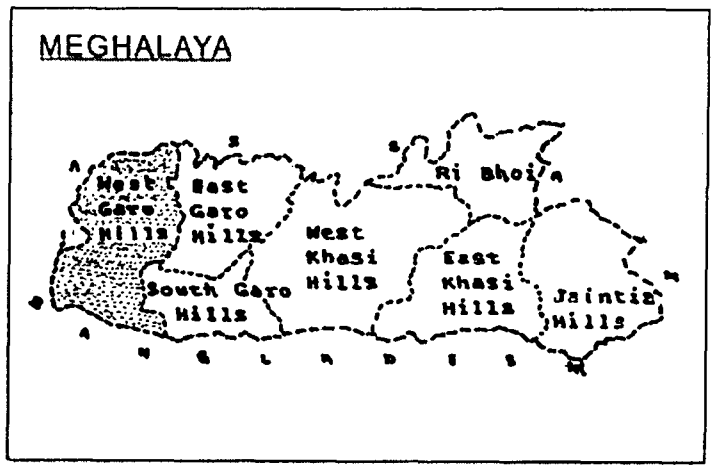 MEGHALAYA
A S S A M
West
Garo
Hills
East
Garo
Hills
South Garo
Hills
West
Khasi
Hills
Ri Bhoi
East
Khasi
Hills
Jaintia
Hills
B A N G L A D E S H